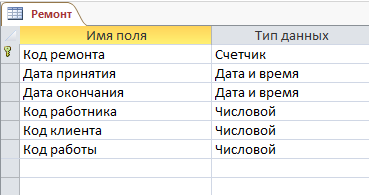 Ремонт
Имя поля Тип данных
Код ремонта Счетчик
Дата принятия Дата и время
Дата окончания Дата и время
Код работника Числовой
Код клиента Числовой
Код работы Числовой